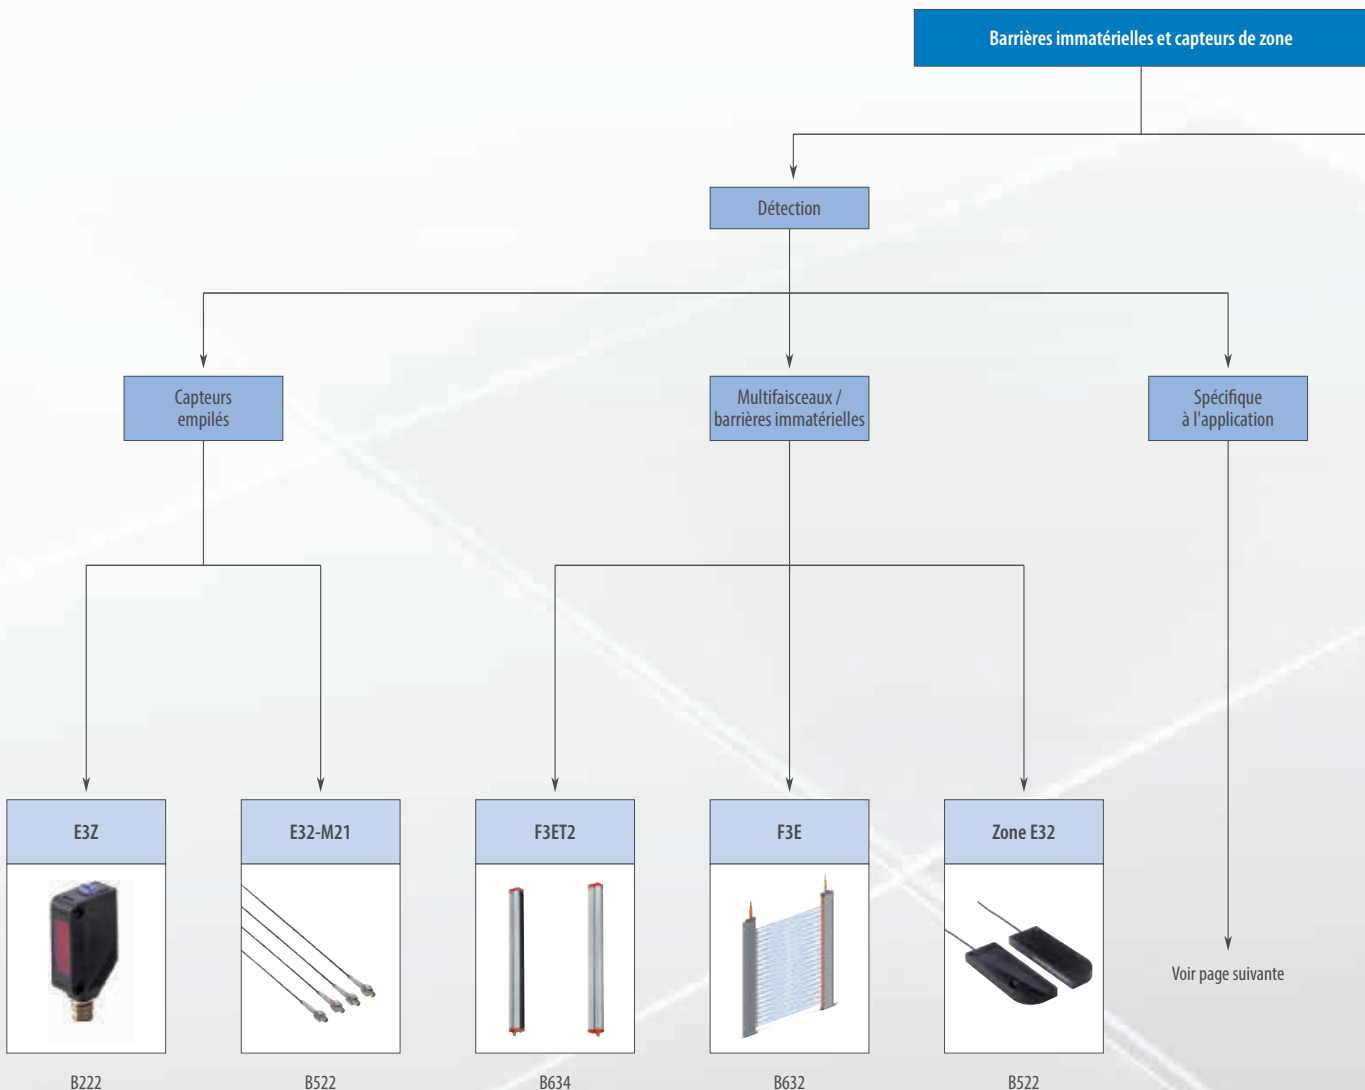 Barrières immatérielles et capteurs de zone
Détection
Capteurs
empilés
Multifaisceaux /
barrières immatérielles
Spécifique
à l'application
E3Z
E32-M21
F3ET2
F3E
Zone E32
Voir page suivante
B222
B522
B634
B632
B522